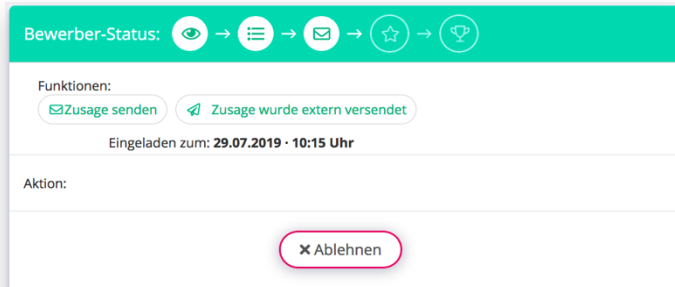 Bewerber-Status:
Funktionen:
Zusage senden
Zusage wurde extern versendet
Eingeladen zum: 29.07.2019 · 10:15 Uhr
Aktion:
Ablehnen